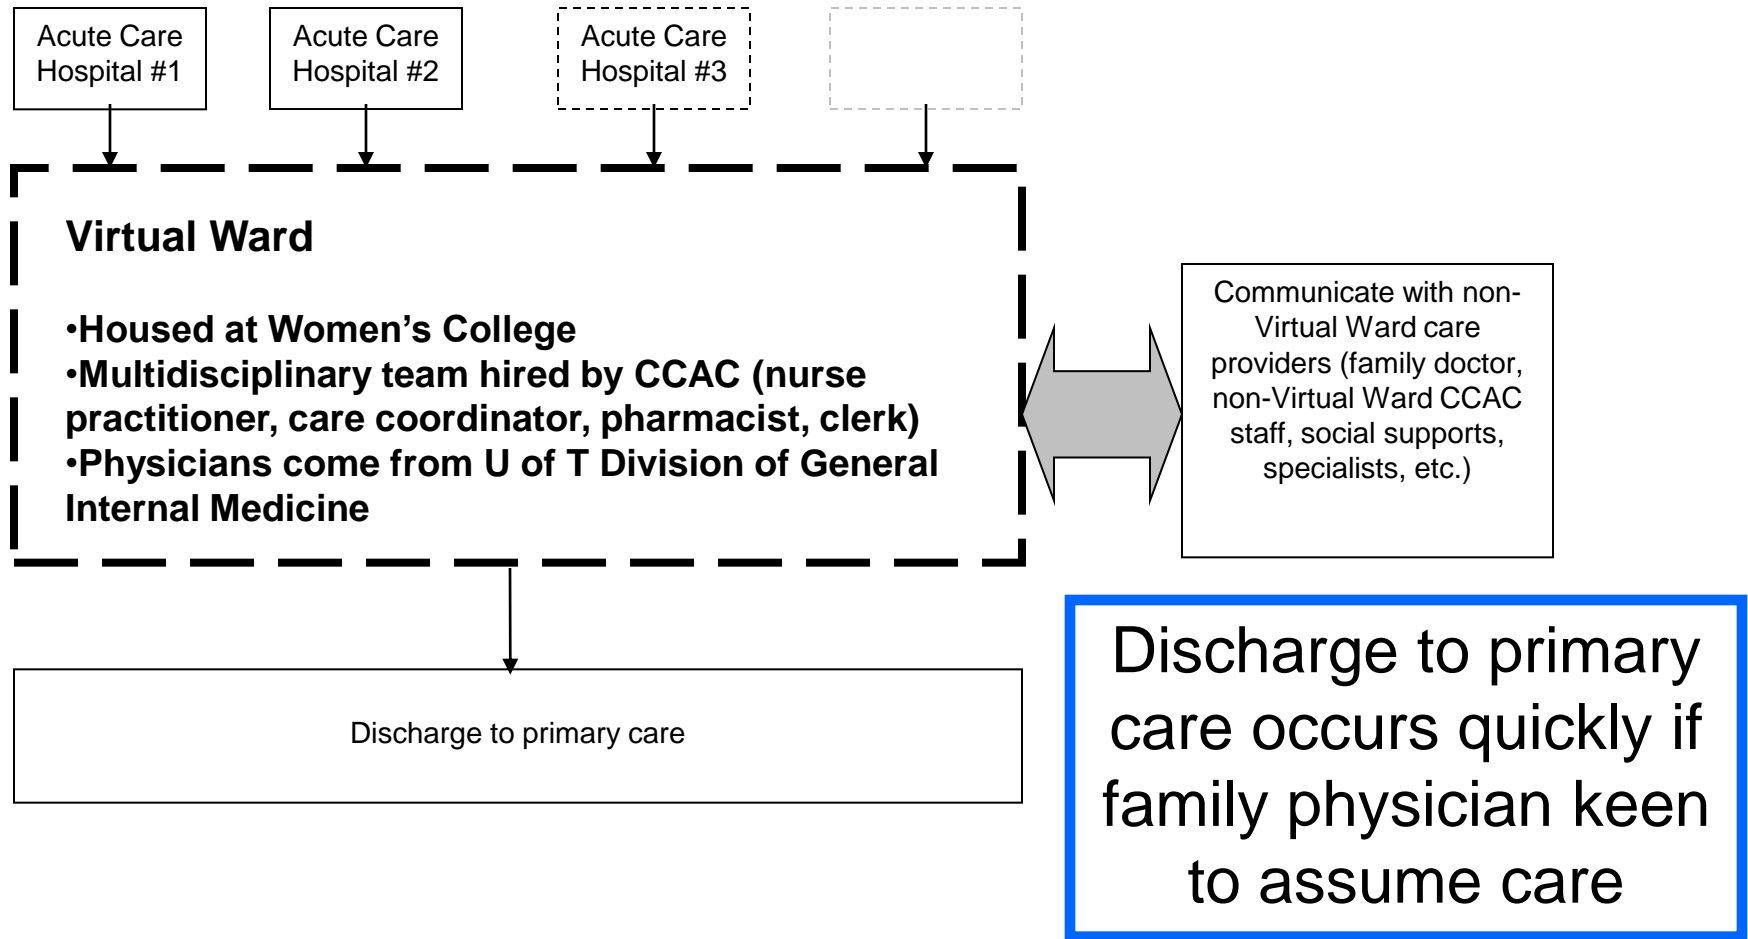 Acute Care
Hospital #1
Acute Care
Hospital #2
Acute Care
Hospital #3
Virtual Ward
•Housed at Women’s College
•Multidisciplinary team hired by CCAC (nurse
practitioner, care coordinator, pharmacist, clerk)
•Physicians come from U of T Division of General
Internal Medicine
Communicate with non-
Virtual Ward care
providers (family doctor,
non-Virtual Ward CCAC
staff, social supports,
specialists, etc.)
Discharge to primary care
Discharge to primary
care occurs quickly if
family physician keen
to assume care